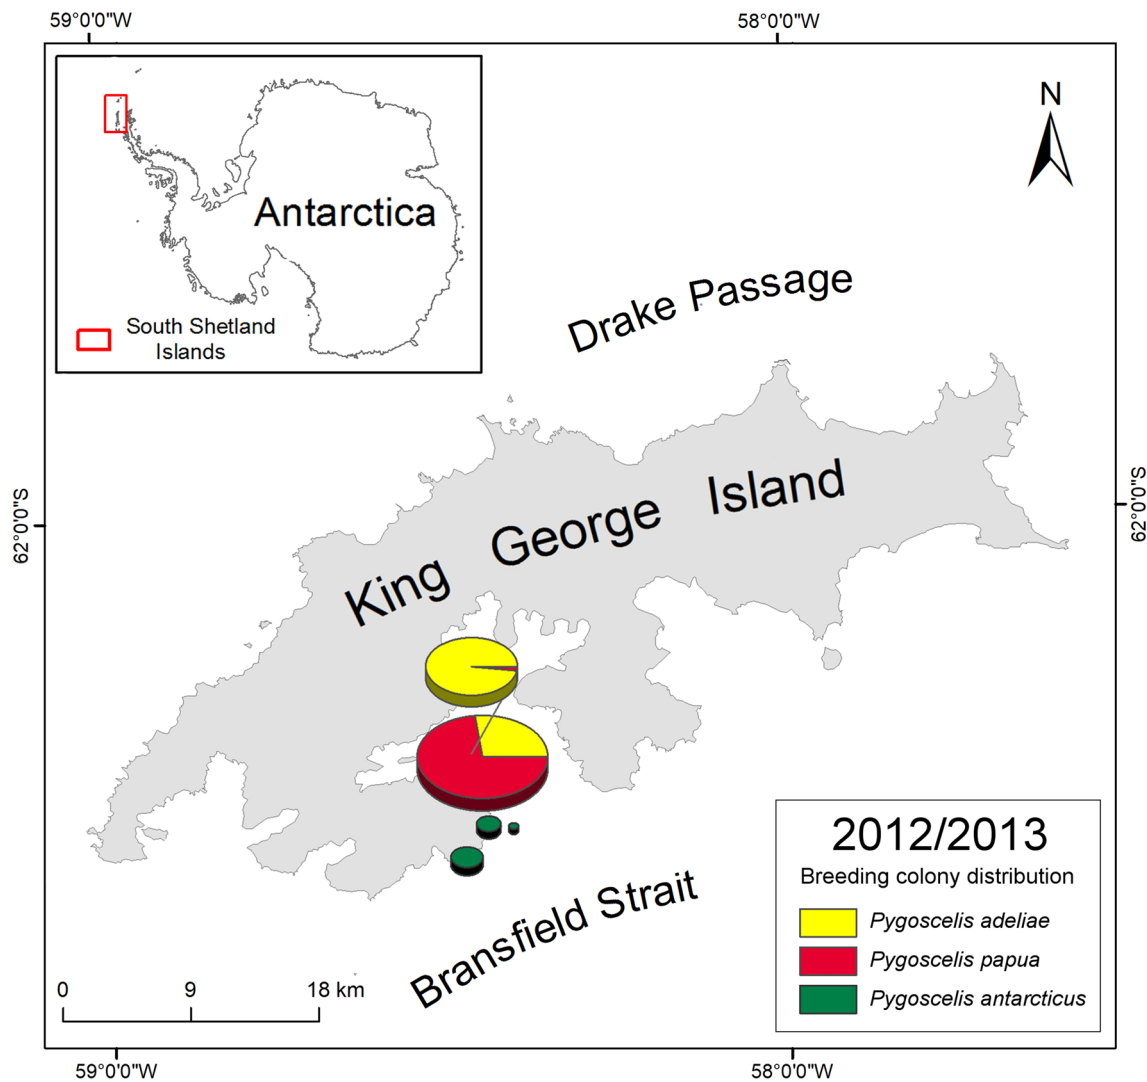 59°0'0"W
58°0'0"W
N
Antarctica
South Shetland
Islands
Drake Passage
King George Island
62°0'0"S
62°0'0"S
Bransfield Strait
0 9 18 km
2012/2013
Breeding colony distribution
Pygoscelis adeliae
Pygoscelis papua
Pygoscelis antarcticus
59°0'0"W
58°0'0"W